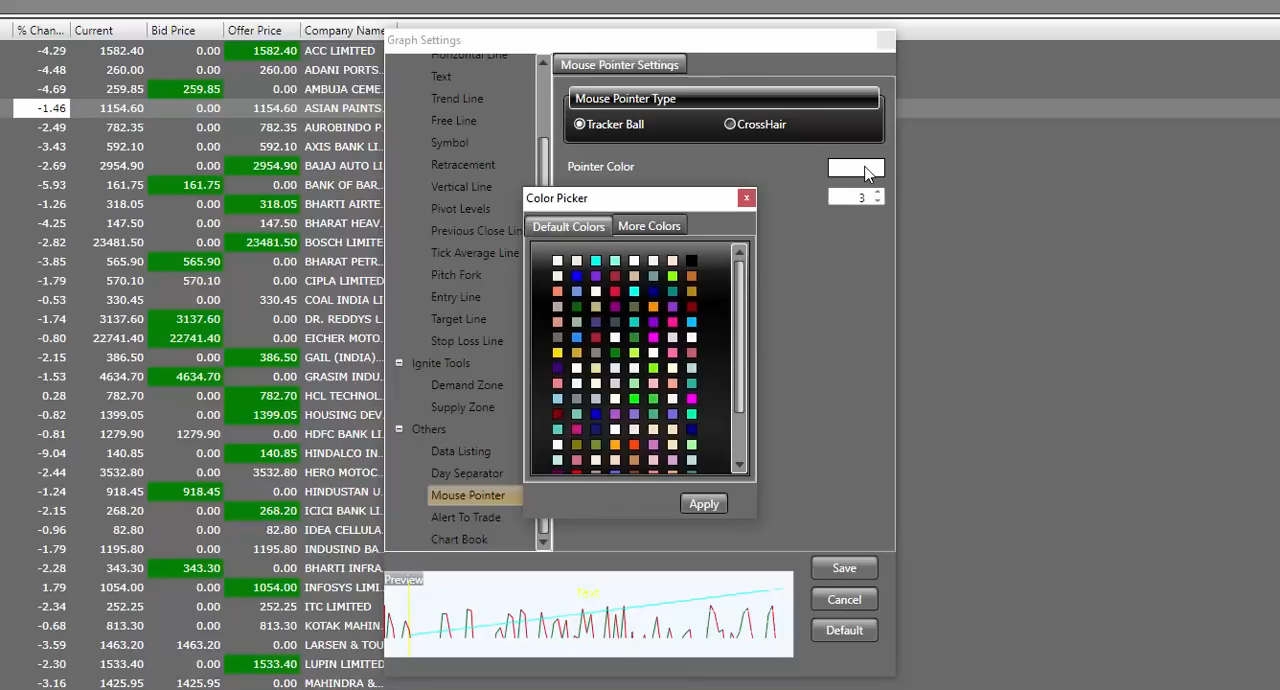 % Chan... Current Bid Price Offer Price Company Name
-4.29 1582.40 0.00 1582.40 ACC LIMITED
-4.48 260.00 0.00 260.00 ADANI PORTS...
-4.69 259.85 259.85 0.00 AMBUJA CEME...
-1.46 1154.60 0.00 1154.60 ASIAN PAINTS...
-2.49 782.35 0.00 782.35 AUROBINDO P...
-3.43 592.10 0.00 592.10 AXIS BANK LI...
-2.69 2954.90 0.00 2954.90 BAJAJ AUTO LI
-5.93 161.75 161.75 0.00 BANK OF BAR...
-1.26 318.05 0.00 318.05 BHARTI AIRTE...
-4.25 147.50 0.00 147.50 BHARAT HEAV...
-2.82 23481.50 0.00 23481.50 BOSCH LIMITE
-3.85 565.90 565.90 0.00 BHARAT PETR...
-1.79 570.10 0.00 570.10 CIPLA LIMITED
-0.53 330.45 0.00 330.45 COAL INDIA LI
-1.74 3137.60 3137.60 0.00 DR. REDDYS L
-0.80 22741.40 22741.40 0.00 EICHER MOTO...
-2.15 386.50 0.00 386.50 GAIL (INDIA)...
-1.53 4634.70 4634.70 0.00 GRASIM INDU...
0.28 782.70 0.00 782.70 HCL TECHNOL...
-0.82 1399.05 0.00 1399.05 HOUSING DEV...
-0.81 1279.90 1279.90 0.00 HDFC BANK LI...
-9.04 140.85 0.00 140.85 HINDALCO IN...
-2.44 3532.80 0.00 3532.80 HERO MOTOC...
-1.24 918.45 918.45 0.00 HINDUSTAN U...
-2.15 268.20 0.00 268.20 ICICI BANK LI...
-0.96 82.80 0.00 82.80 IDEA CELLULA...
-1.79 1195.80 0.00 1195.80 INDUSIND BA...
-2.28 343.30 343.30 0.00 BHARTI INFRA...
1.79 1054.00 0.00 1054.00 INFOSYS LIMI...
-2.34 252.25 0.00 252.25 ITC LIMITED
-0.68 813.30 0.00 813.30 KOTAK MAHIN...
-3.59 1463.20 1463.20 0.00 LARSEN & TOU
-2.30 1533.40 0.00 1533.40 LUPIN LIMITED
-3.16 1425.95 1425.95 0.00 MAHINDRA &...
Graph Settings
Horizontal Line
Text
Trend Line
Free Line
Symbol
Retracement
Vertical Line
Pivot Levels
Previous Close Lin
Tick Average Line
Pitch Fork
Entry Line
Target Line
Stop Loss Line
Ignite Tools
Demand Zone
Supply Zone
Others
Data Listing
Day Separator
Mouse Pointer
Alert To Trade
Chart Book
Mouse Pointer Settings
Mouse Pointer Type
Tracker Ball CrossHair
Pointer Color
3
Color Picker x
Default Colors More Colors
Apply
Save
Cancel
Default
Preview
Text